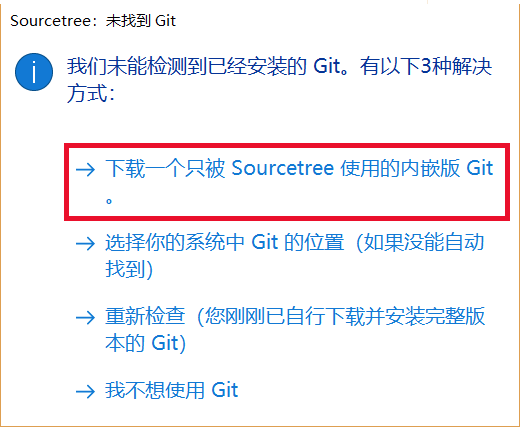 Sourcetree：未找到 Git
我们未能检测到已经安装的 Git。有以下3种解决
方式：
下载一个只被 Sourcetree 使用的内嵌版 Git
。
选择你的系统中 Git 的位置（如果没能自动
找到）
重新检查（您刚刚已自行下载并安装完整版
本的 Git）
我不想使用 Git